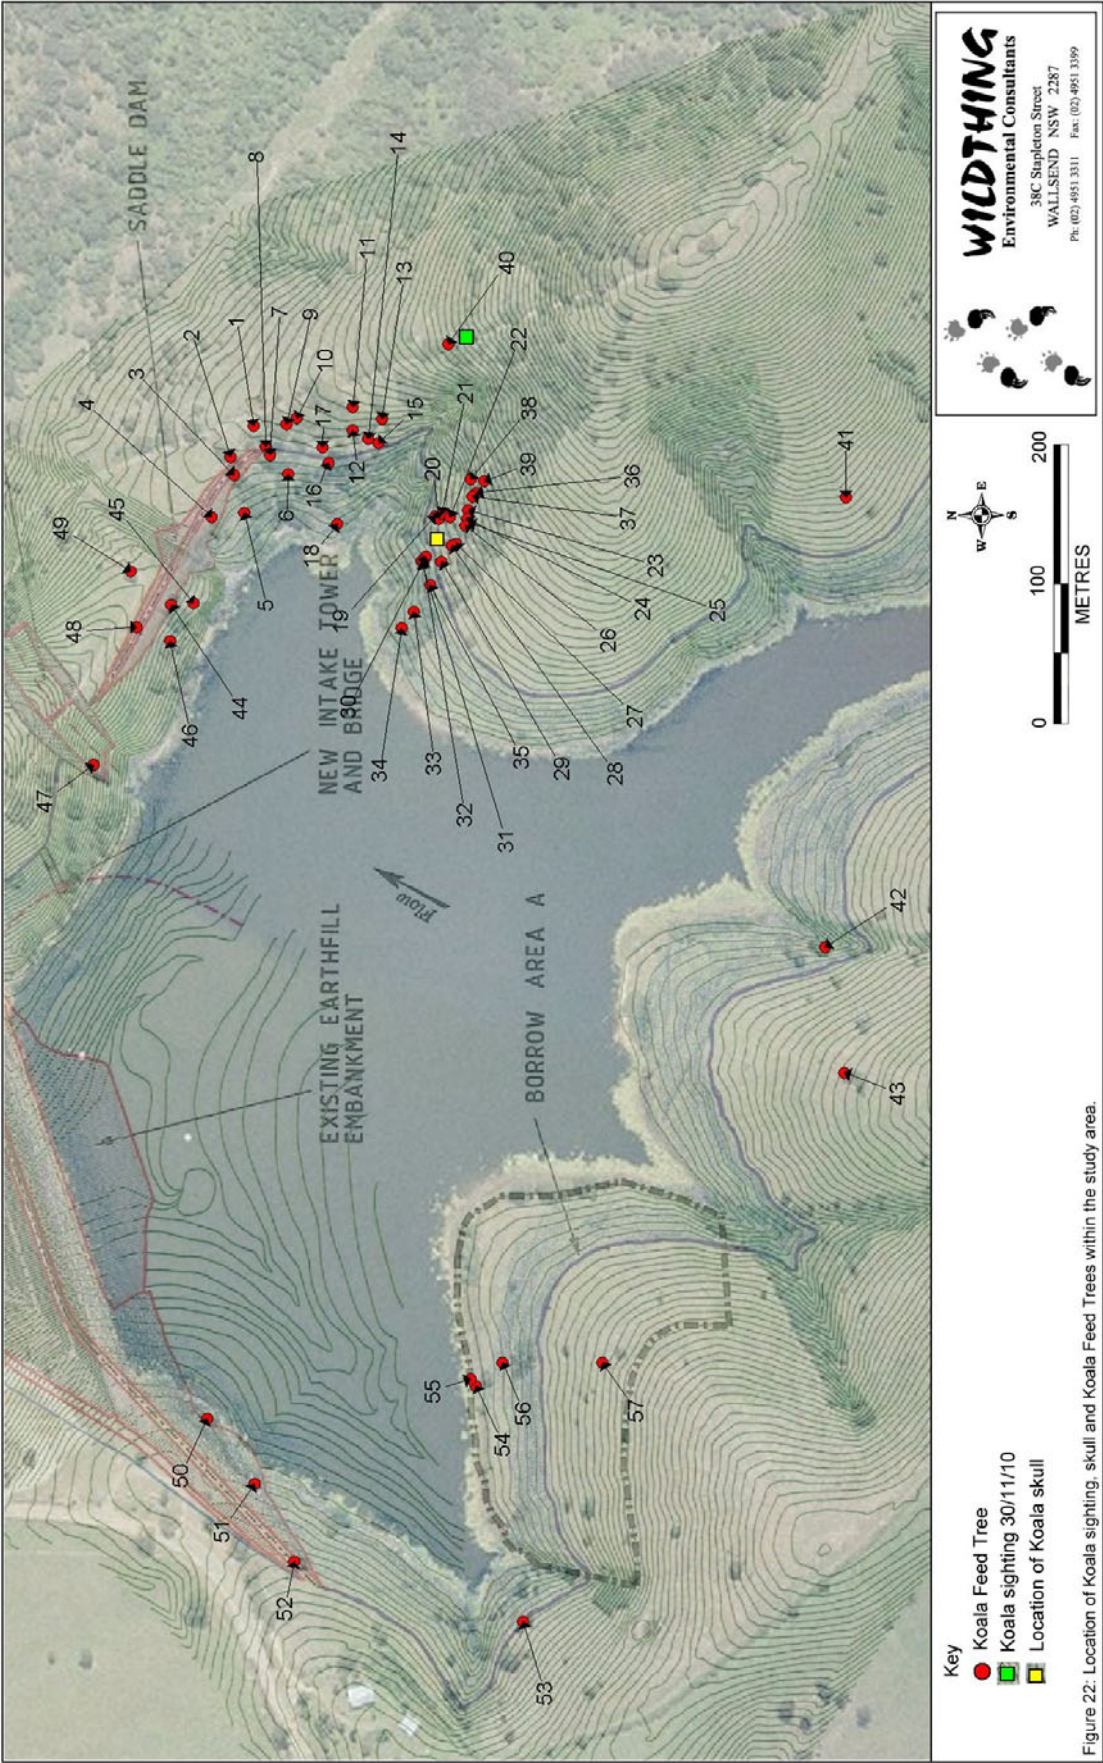 SADDLE DAM
NEW INTAKE TOWER
AND BRIDGE
EXISTING EARTHFILL
EMBANKMENT
Flow
BORROW AREA A
1
2
3
4
5
6
7
8
9
10
11
12
13
14
15
16
17
18
19
20
21
22
23
24
25
26
27
28
29
30
31
32
33
34
35
36
37
38
39
40
41
42
43
44
45
46
47
48
49
50
51
52
53
54
55
56
57
WILDTHING
Environmental Consultants
38C Stapleton Street
WALLSEND NSW 2287
Ph: (02) 4951 3311 Fax: (02) 4951 3399
N
W E
S
0 100 200
METRES
Key
Koala Feed Tree
Koala sighting 30/11/10
Location of Koala skull
Figure 22: Location of Koala sighting, skull and Koala Feed Trees within the study area.